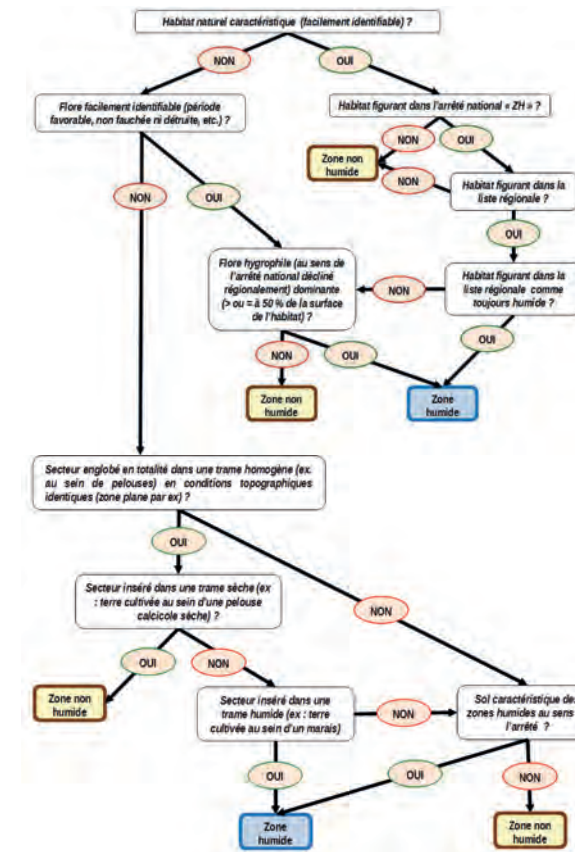 Habitat naturel caractéristique (facilement identifiable) ?
NON
OUI
Flore facilement identifiable (période
favorable, non fauchée ni détruite, etc.) ?
Habitat figurant dans l'arrêté national « ZH » ?
NON
OUI
Zone non
humide
NON
Habitat figurant dans la
liste régionale ?
NON
OUI
OUI
Flore hygrophile (au sens de
l'arrêté national décliné
régionalement) dominante
(> ou = à 50 % de la surface
de l'habitat) ?
NON
Habitat figurant dans la
liste régionale comme
toujours humide ?
NON
OUI
OUI
Zone non
humide
Zone
humide
Secteur englobé en totalité dans une trame homogène (ex.
au sein de pelouses) en conditions topographiques
identiques (zone plane par ex) ?
OUI
Secteur inséré dans une trame sèche (ex
: terre cultivée au sein d'une pelouse
calcicole sèche) ?
NON
OUI
NON
Zone non
humide
Secteur inséré dans une
trame humide (ex : terre
cultivée au sein d'un marais)
NON
Sol caractéristique des
zones humides au sens
l'arrêté ?
OUI
OUI
NON
Zone
humide
Zone non
humide